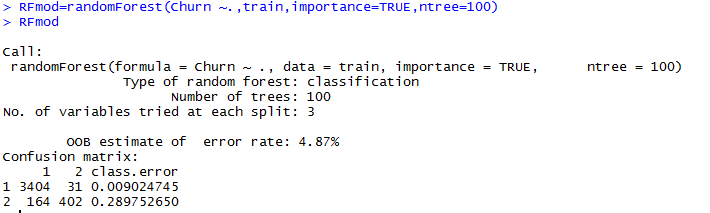 > RFmod=randomForest(Churn ~.,train,importance=TRUE,ntree=100)
> RFmod

Call:
 randomForest(formula = Churn ~ ., data = train, importance = TRUE,      ntree = 100)
               Type of random forest: classification
                     Number of trees: 100
No. of variables tried at each split: 3

        OOB estimate of  error rate: 4.87%
Confusion matrix:
     1   2 class.error
1 3404  31 0.009024745
2  164 402 0.289752650